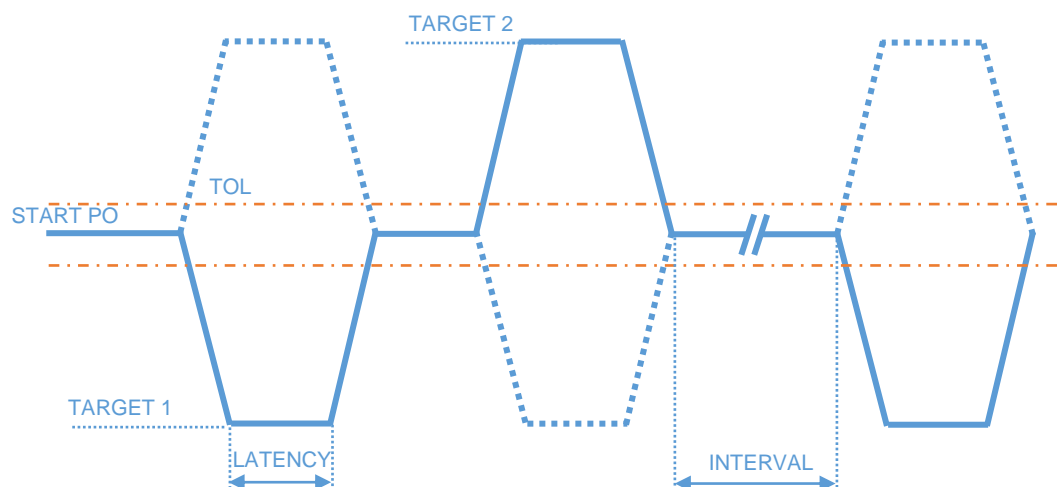 TARGET 2
TOL
START PO
TARGET 1
LATENCY
INTERVAL